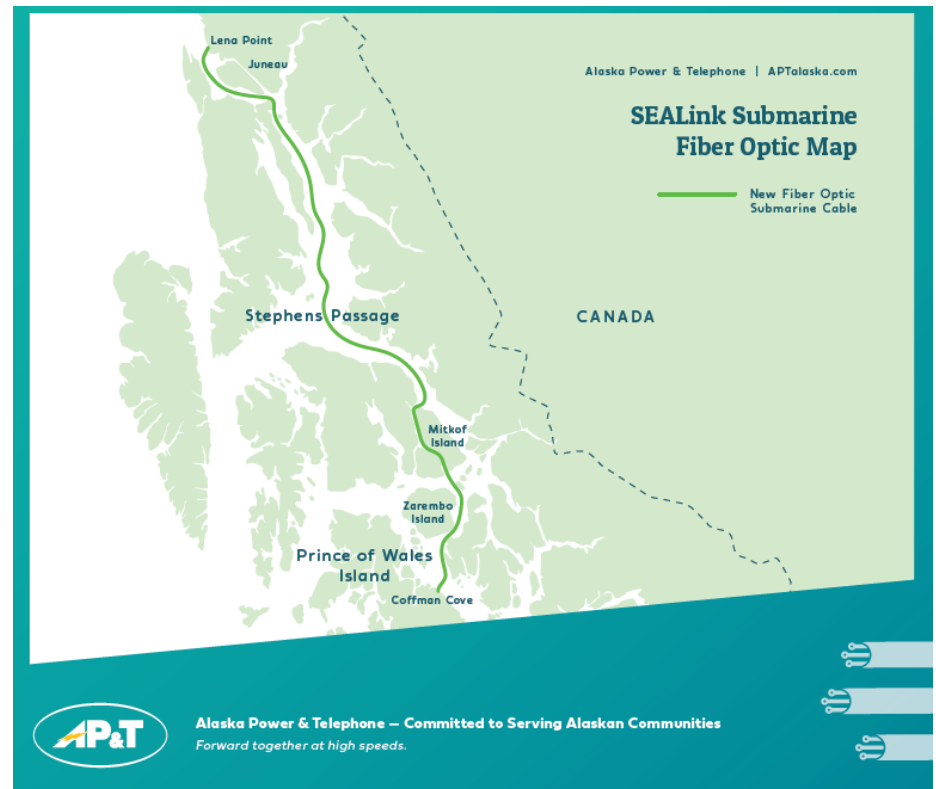 Lena Point
Juneau
Alaska Power & Telephone | APTalaska.com
SEALink Submarine
Fiber Optic Map
New Fiber Optic
Submarine Cable
Stephens Passage
CANADA
Mitkof
Island
Zarembo
Island
Prince of Wales
Island
Coffman Cove
AP&T
Alaska Power & Telephone – Committed to Serving Alaskan Communities
Forward together at high speeds.